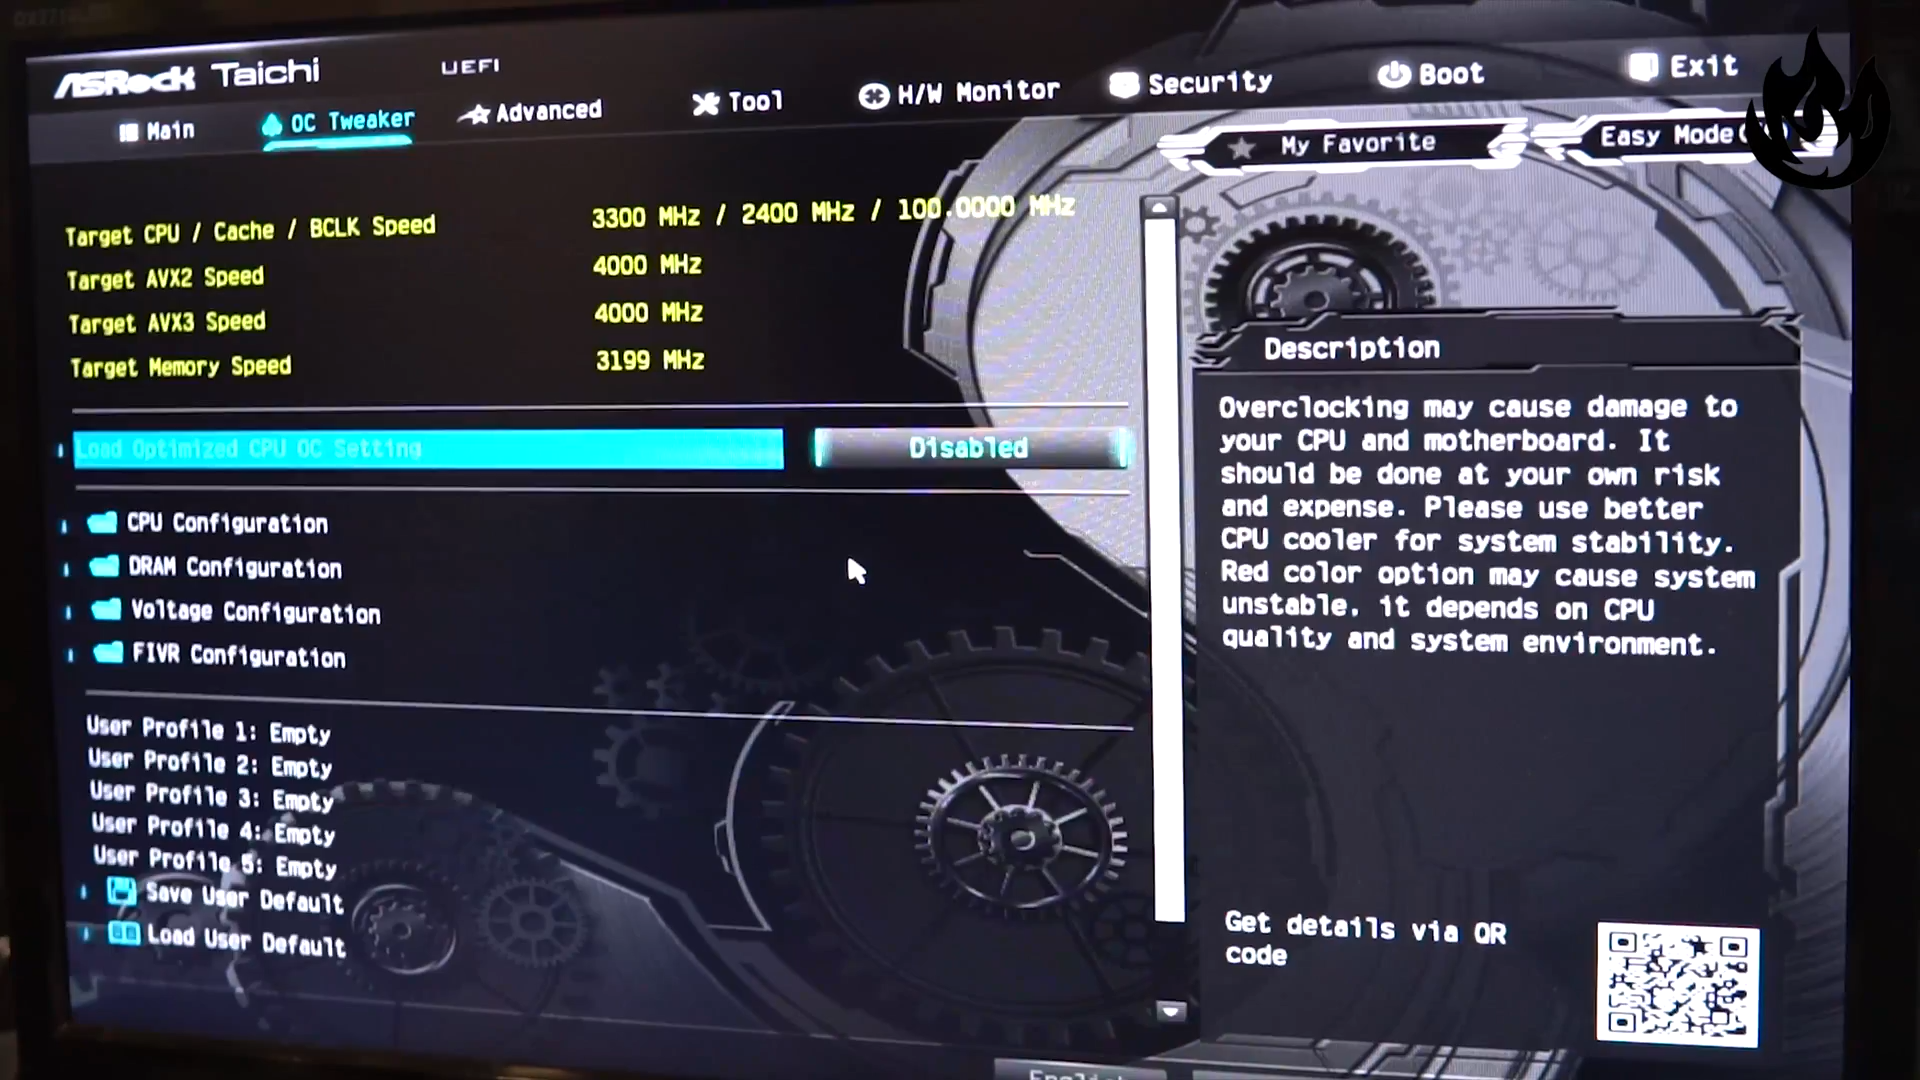 ASRock Taichi UEFI
Main OC Tweaker Advanced Tool H/W Monitor Security Boot Exit
My Favorite Easy Mode
Target CPU / Cache / BCLK Speed 3300 MHz / 2400 MHz / 100.0000 MHz
Target AVX2 Speed 4000 MHz
Target AVX3 Speed 4000 MHz
Target Memory Speed 3199 MHz
Load Optimized CPU OC Setting Disabled
CPU Configuration
DRAM Configuration
Voltage Configuration
FIVR Configuration
User Profile 1: Empty
User Profile 2: Empty
User Profile 3: Empty
User Profile 4: Empty
User Profile 5: Empty
Save User Default
Load User Default
Description
Overclocking may cause damage to
your CPU and motherboard. It
should be done at your own risk
and expense. Please use better
CPU cooler for system stability.
Red color option may cause system
unstable, it depends on CPU
quality and system environment.
Get details via QR
code
English